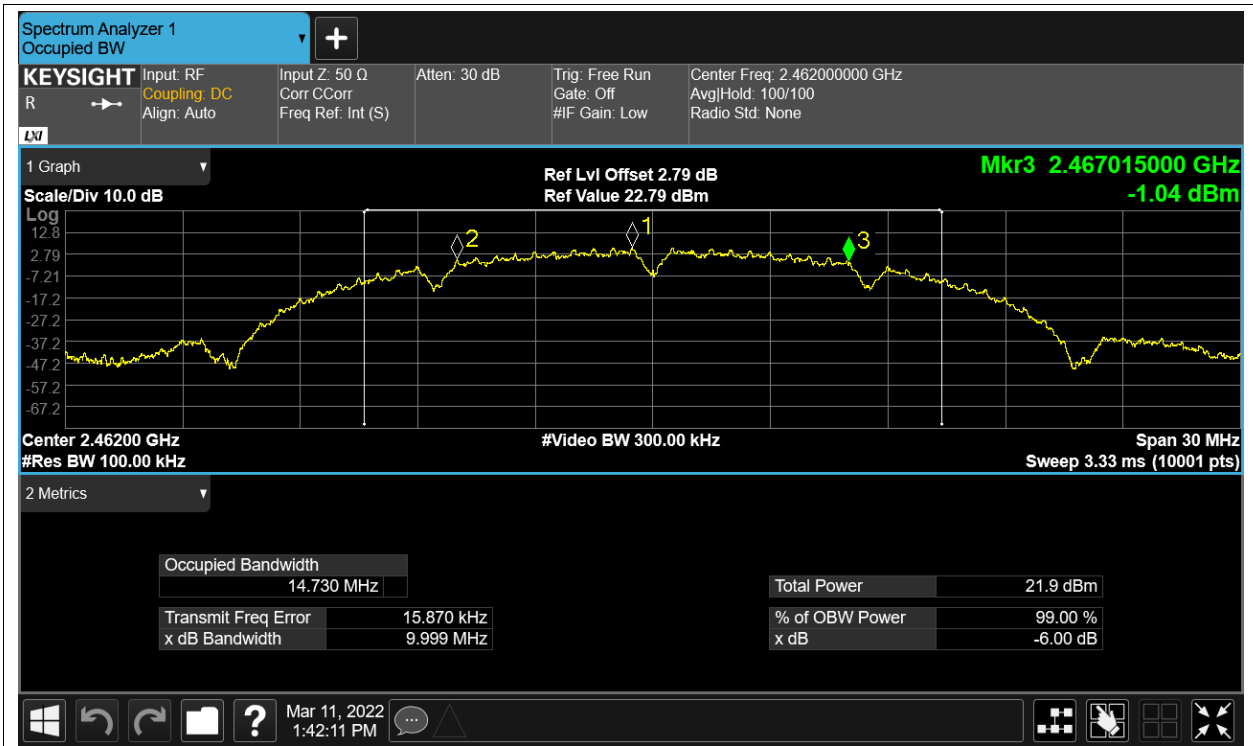 Spectrum Analyzer 1
Occupied BW
KEYSIGHT
R
LXI
Input: RF
Coupling: DC
Align: Auto
Input Z: 50 Ω
Corr CCorr
Freq Ref: Int (S)
Atten: 30 dB
Trig: Free Run
Gate: Off
#IF Gain: Low
Center Freq: 2.462000000 GHz
Avg|Hold: 100/100
Radio Std: None
1 Graph
Scale/Div 10.0 dB
Ref Lvl Offset 2.79 dB
Ref Value 22.79 dBm
Mkr3 2.467015000 GHz
-1.04 dBm
Log
12.8
2.79
-7.21
-17.2
-27.2
-37.2
-47.2
-57.2
-67.2
2
1
3
Center 2.46200 GHz
#Res BW 100.00 kHz
#Video BW 300.00 kHz
Span 30 MHz
Sweep 3.33 ms (10001 pts)
2 Metrics
Occupied Bandwidth
14.730 MHz
Transmit Freq Error 15.870 kHz
x dB Bandwidth 9.999 MHz
Total Power 21.9 dBm
% of OBW Power 99.00 %
x dB -6.00 dB
?
Mar 11, 2022
1:42:11 PM